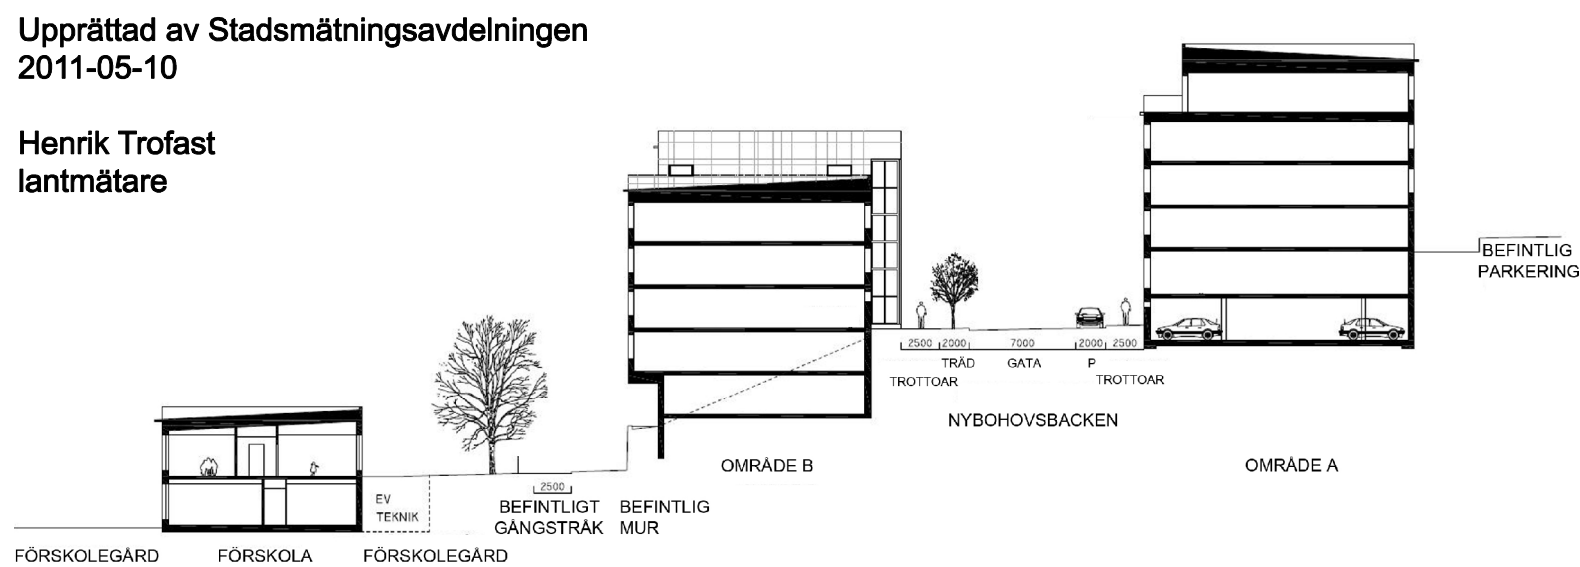 Upprättad av Stadsmätningsavdelningen
2011-05-10
Henrik Trofast
lantmätare
BEFINTLIG
PARKERING
2500 2000 7000 2000 2500
TRÄD GATA P
TROTTOAR TROTTOAR
NYBOHOVSBACKEN
OMRÅDE B OMRÅDE A
EV
TEKNIK
2500
BEFINTLIGT
GÅNGSTRÅK
BEFINTLIG
MUR
FÖRSKOLEGÅRD FÖRSKOLA FÖRSKOLEGÅRD